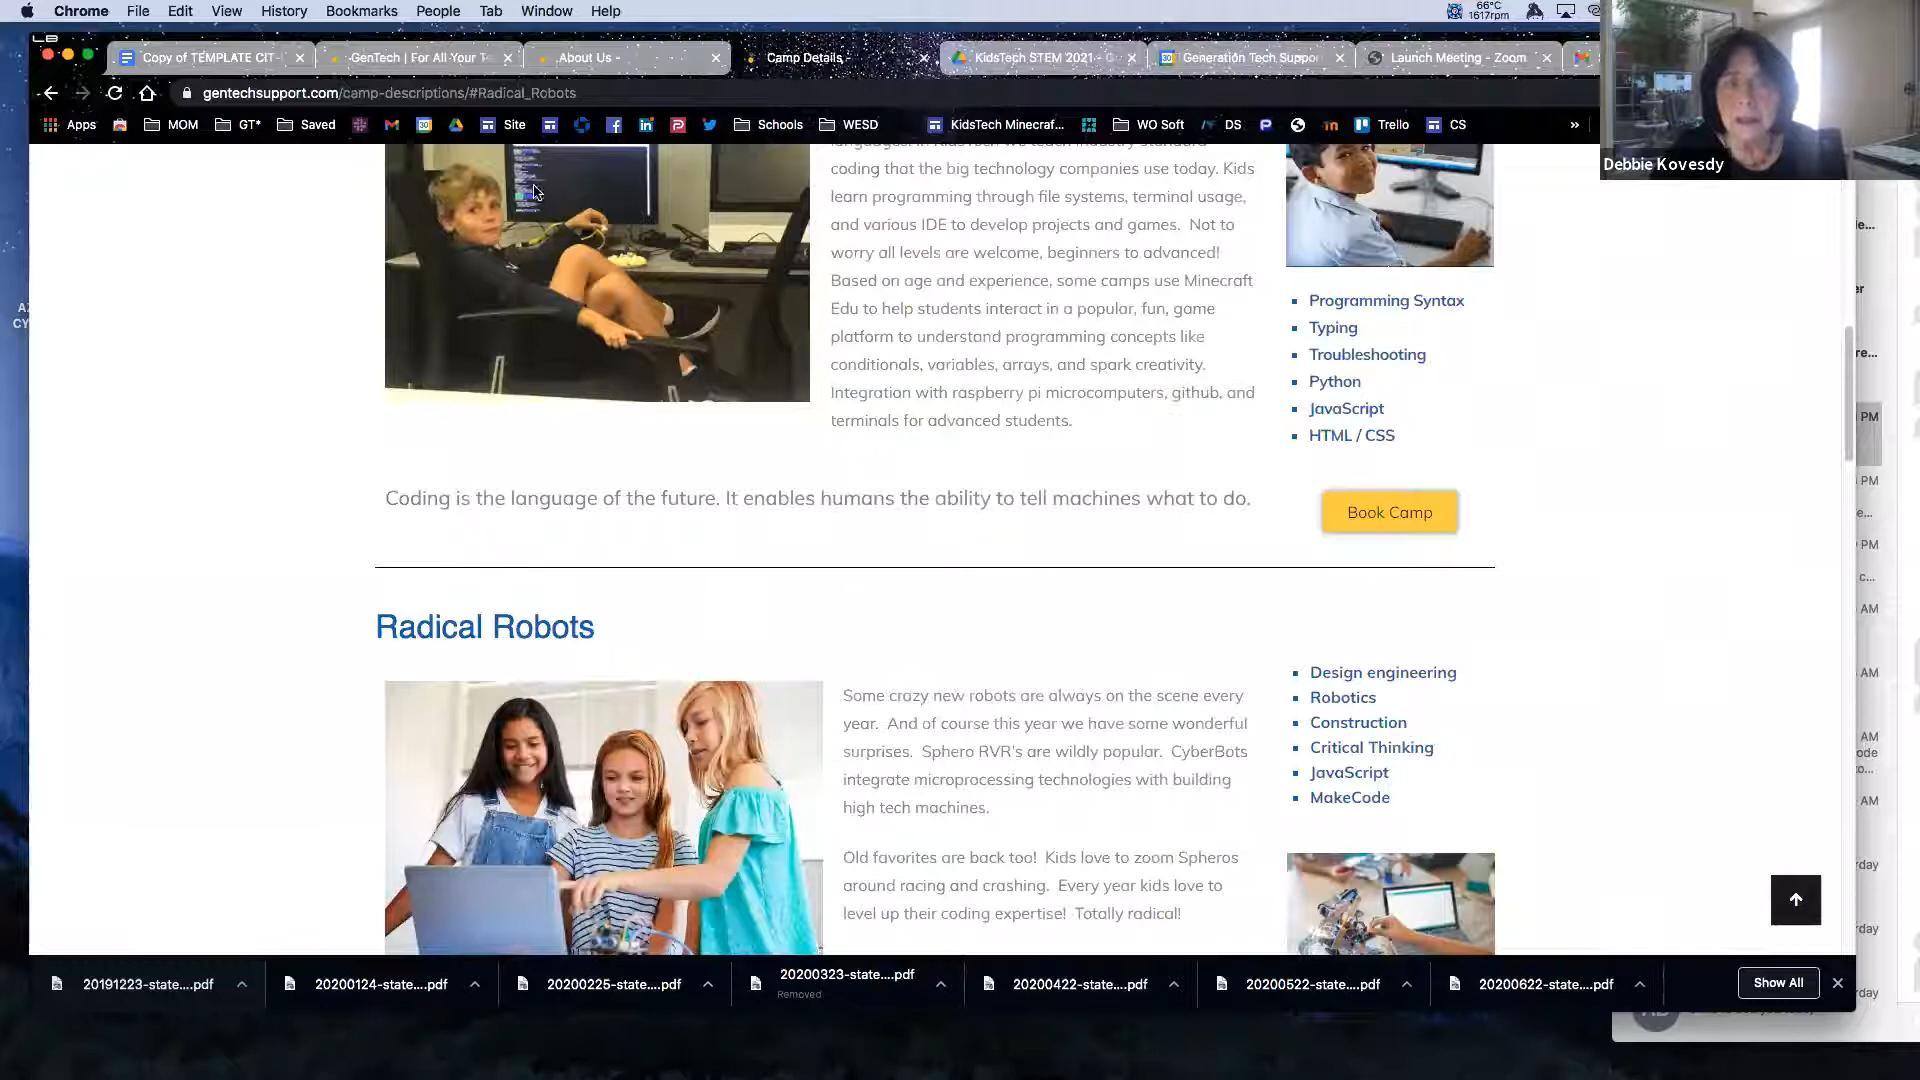 Chrome File Edit View History Bookmarks People Tab Window Help
66°C
1617rpm
Copy of TEMPLATE CIT-
GenTech | For All Your T
About Us -
Camp Details
KidsTech STEM 2021 -
Generation Tech Suppo
Launch Meeting - Zoom
gentechsupport.com/camp-descriptions/#Radical_Robots
Apps MOM GT* Saved Site Schools WESD KidsTech Minecraf... WO Soft DS Trello CS »
Debbie Kovesdy
coding that the big technology companies use today. Kids
learn programming through file systems, terminal usage,
and various IDE to develop projects and games. Not to
worry all levels are welcome, beginners to advanced!
Based on age and experience, some camps use Minecraft
Edu to help students interact in a popular, fun, game
platform to understand programming concepts like
conditionals, variables, arrays, and spark creativity.
Integration with raspberry pi microcomputers, github, and
terminals for advanced students.
Programming Syntax
Typing
Troubleshooting
Python
JavaScript
HTML / CSS
Coding is the language of the future. It enables humans the ability to tell machines what to do.
Book Camp
Radical Robots
Some crazy new robots are always on the scene every
year. And of course this year we have some wonderful
surprises. Sphero RVR's are wildly popular. CyberBots
integrate microprocessing technologies with building
high tech machines.
Old favorites are back too! Kids love to zoom Spheros
around racing and crashing. Every year kids love to
level up their coding expertise! Totally radical!
Design engineering
Robotics
Construction
Critical Thinking
JavaScript
MakeCode
20191223-state....pdf
20200124-state....pdf
20200225-state....pdf
20200323-state....pdf
Removed
20200422-state....pdf
20200522-state....pdf
20200622-state....pdf
Show All
PM
PM
PM
AM
AM
AM
AM
rday
rday
rday